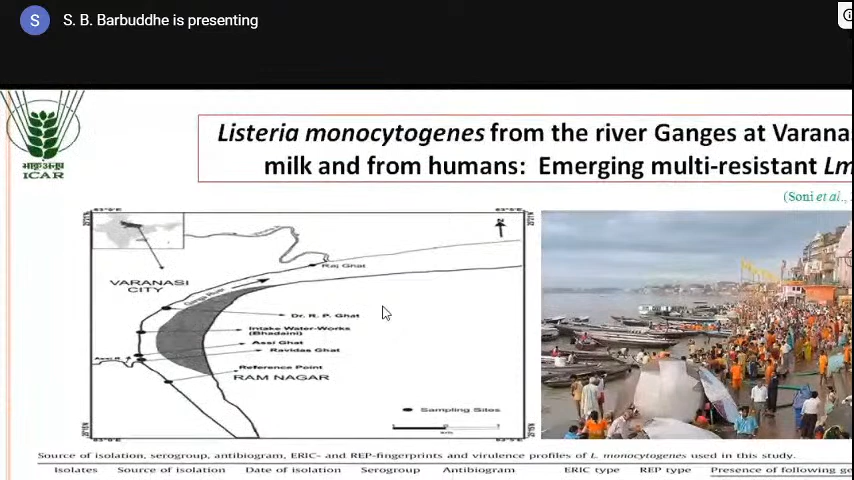 S
S. B. Barbuddhe is presenting
ICAR
Listeria monocytogenes from the river Ganges at Varana
milk and from humans: Emerging multi-resistant Lm
(Soni et al.,
N
Raj Ghat
VARANASI
CITY
Ganga River
Dr. R. P. Ghat
Intake Water-Works
(Bhadaini)
Assi Ghat
Ravidas Ghat
Assi R.
Reference Point
RAM NAGAR
Sampling Sites
Source of isolation, serogroup, antibiogram, ERIC- and REP-fingerprints and virulence profiles of L. monocytogenes used in this study.
Isolates Source of isolation Date of isolation Serogroup Antibiogram ERIC type REP type Presence of following ge